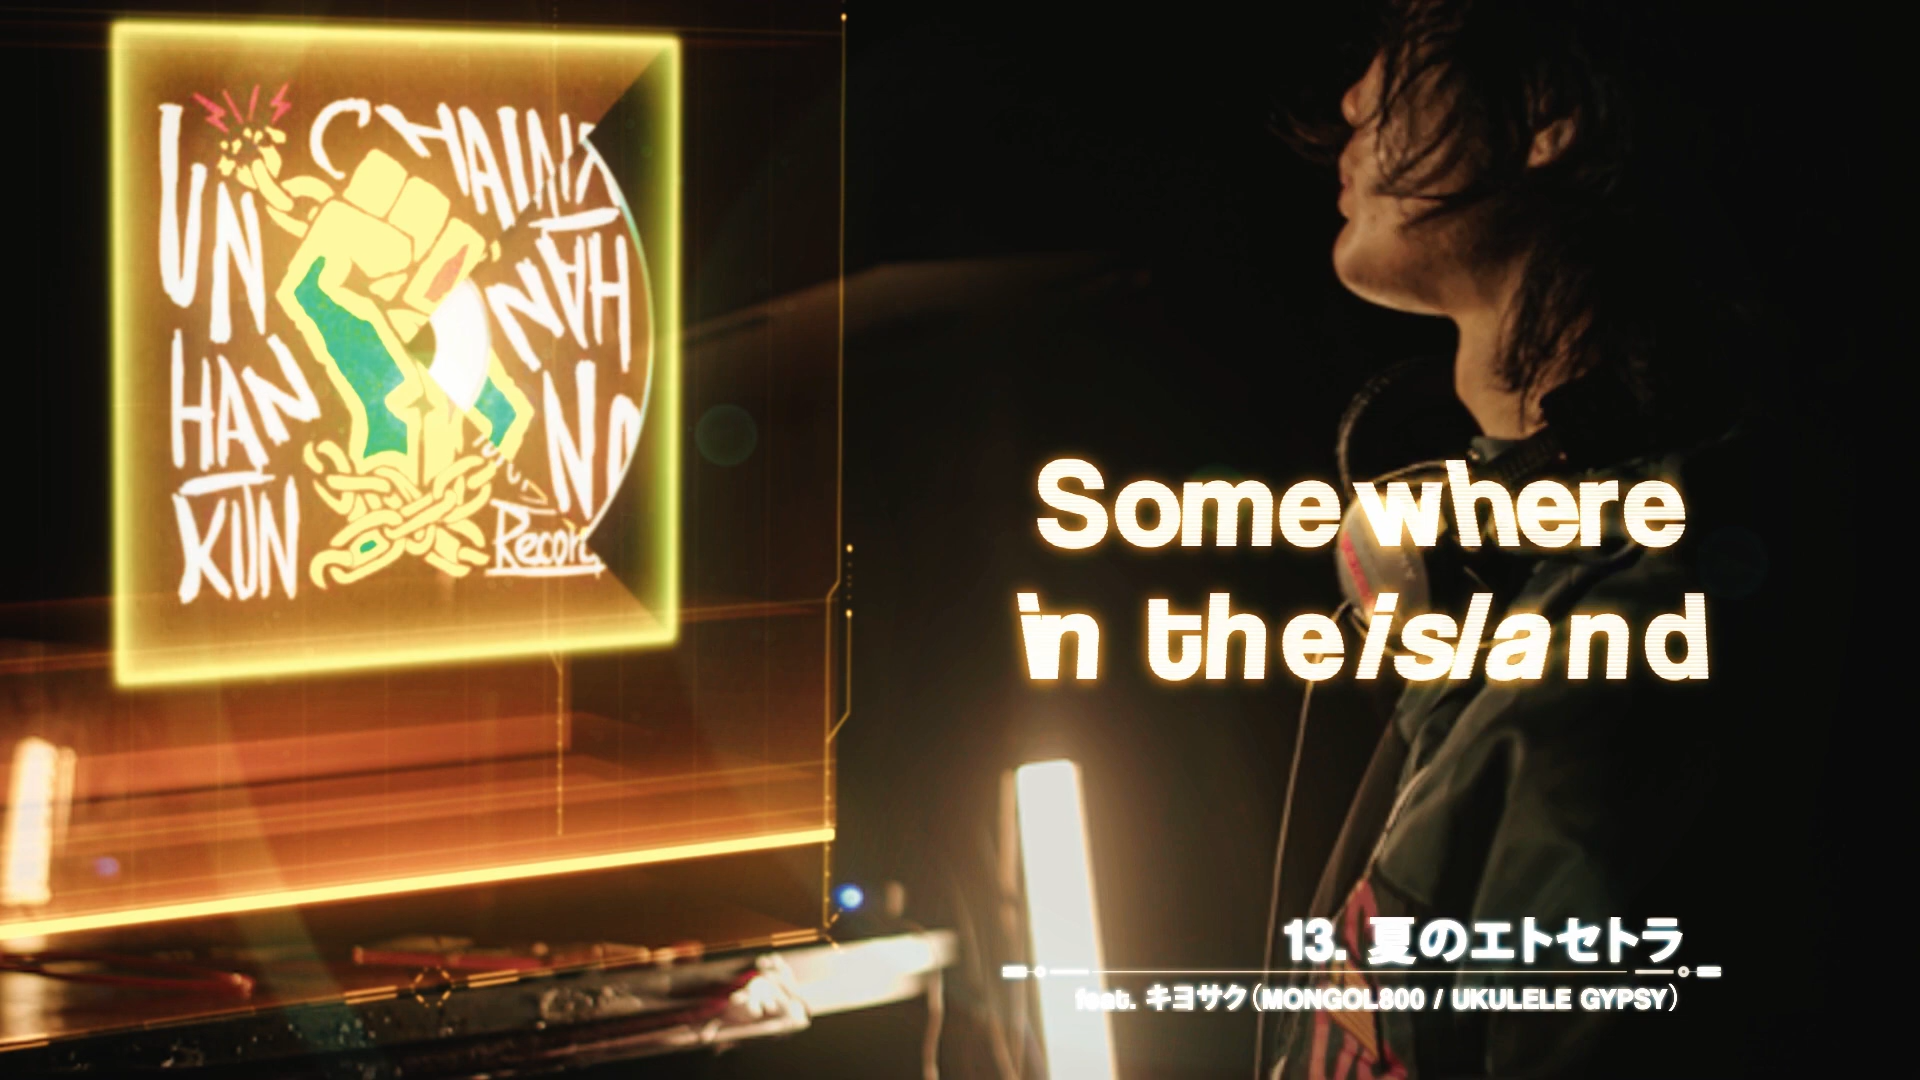 UN
CHAIN
HAN
HAN
KUN
NO
Record
Somewhere
in the island
13. 夏のエトセトラ
feat. キヨサク(MONGOL800 / UKULELE GYPSY)